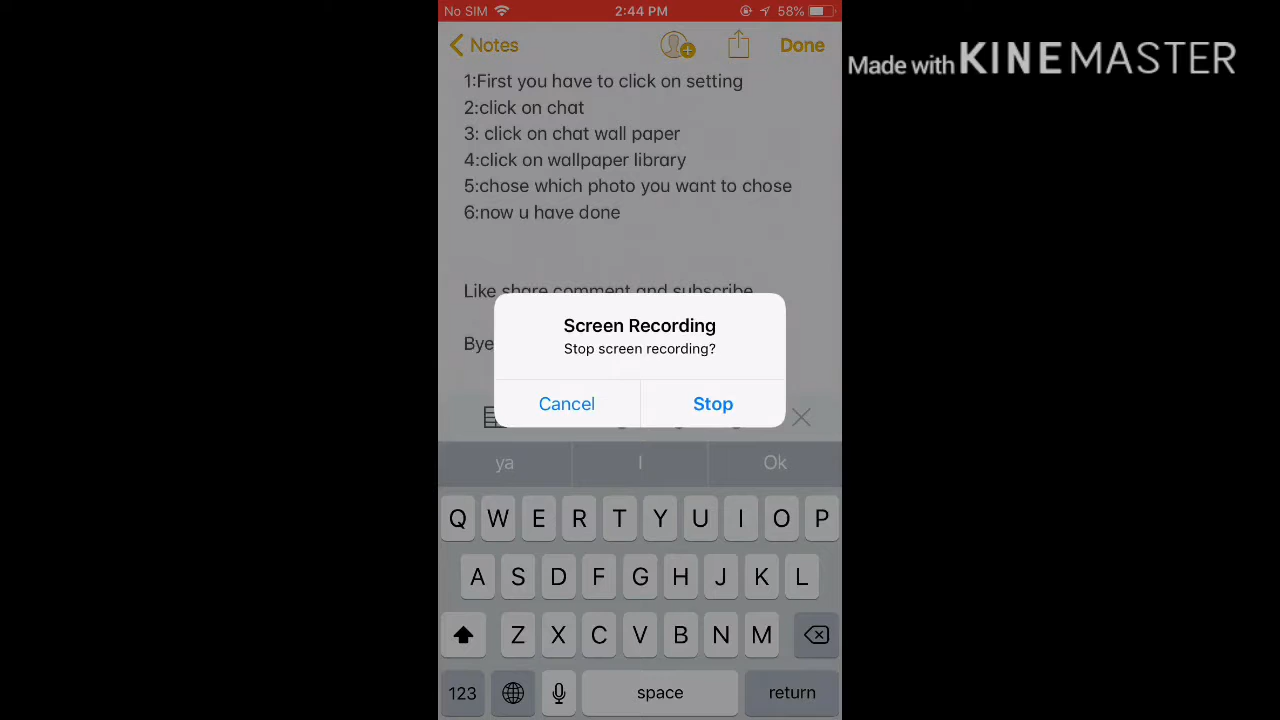 No SIM 2:44 PM 58%
Notes Done
Made with KINEMASTER
1:First you have to click on setting
2:click on chat
3: click on chat wall paper
4:click on wallpaper library
5:chose which photo you want to chose
6:now u have done
Like share comment and subscribe
Bye
Screen Recording
Stop screen recording?
Cancel Stop
ya I Ok
Q W E R T Y U I O P
A S D F G H J K L
Z X C V B N M
123 space return